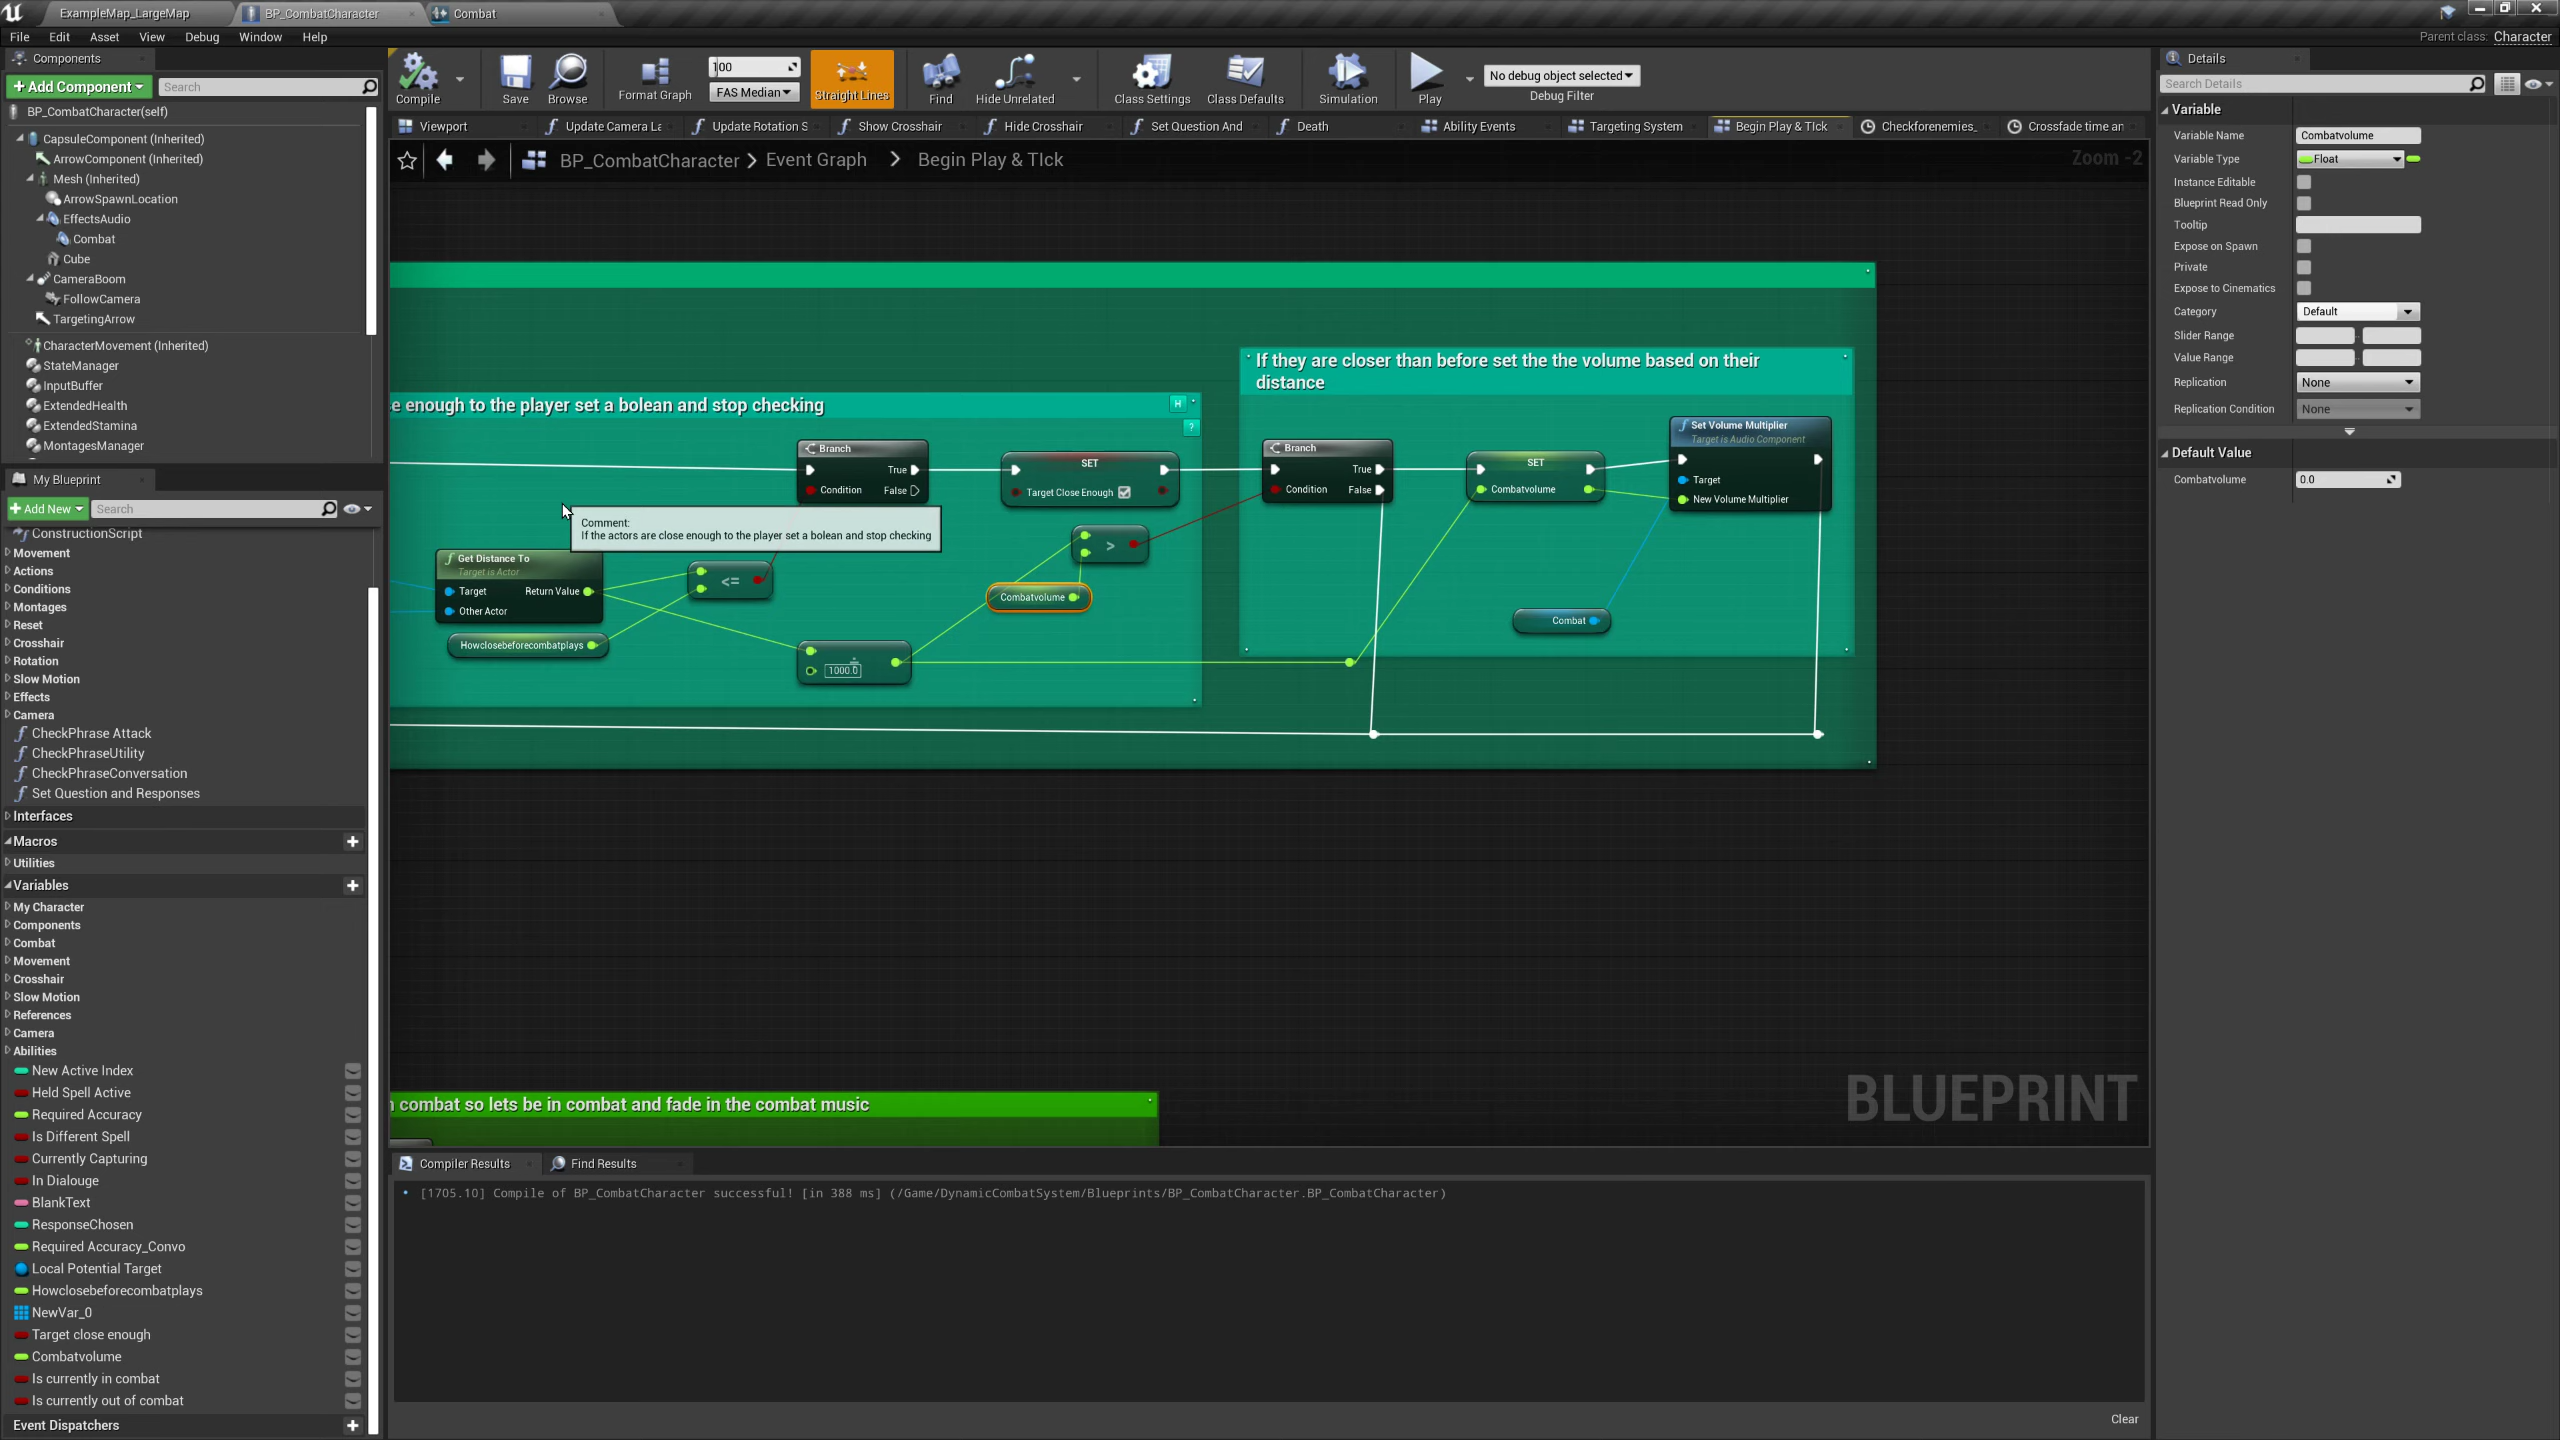 ExampleMap_LargeMap
BP_CombatCharacter
Combat
File Edit Asset View Debug Window Help
Parent class: Character
Components
Add Component
Search
BP_CombatCharacter(self)
CapsuleComponent (Inherited)
ArrowComponent (Inherited)
Mesh (Inherited)
ArrowSpawnLocation
EffectsAudio
Combat
Cube
CameraBoom
FollowCamera
TargetingArrow
CharacterMovement (Inherited)
StateManager
InputBuffer
ExtendedHealth
ExtendedStamina
MontagesManager
My Blueprint
Add New
Search
ConstructionScript
Movement
Actions
Conditions
Montages
Reset
Crosshair
Rotation
Slow Motion
Effects
Camera
CheckPhrase Attack
CheckPhraseUtility
CheckPhraseConversation
Set Question and Responses
Interfaces
Macros
Utilities
Variables
My Character
Components
Combat
Movement
Crosshair
Slow Motion
References
Camera
Abilities
New Active Index
Held Spell Active
Required Accuracy
Is Different Spell
Currently Capturing
In Dialouge
BlankText
ResponseChosen
Required Accuracy_Convo
Local Potential Target
Howclosebeforecombatplays
NewVar_0
Target close enough
Combatvolume
Is currently in combat
Is currently out of combat
Event Dispatchers
Compile
Save
Browse
Format Graph
100
FAS Median
Straight Lines
Find
Hide Unrelated
Class Settings
Class Defaults
Simulation
Play
No debug object selected
Debug Filter
Viewport
Update Camera La
Update Rotation S
Show Crosshair
Hide Crosshair
Set Question And
Death
Ability Events
Targeting System
Begin Play & TIck
Checkforenemies_
Crossfade time an
BP_CombatCharacter > Event Graph > Begin Play & TIck
Zoom -2
If they are closer than before set the the volume based on their
distance
e enough to the player set a bolean and stop checking
H
?
Branch
True
Condition
False
SET
Target Close Enough
Branch
True
Condition
False
SET
Combatvolume
Set Volume Multiplier
Target is Audio Component
Target
New Volume Multiplier
Comment:
If the actors are close enough to the player set a bolean and stop checking
Get Distance To
Target is Actor
Target
Return Value
Other Actor
<=
>
Combatvolume
Howclosebeforecombatplays
÷
1000.0
Combat
n combat so lets be in combat and fade in the combat music
BLUEPRINT
Compiler Results
Find Results
[1705.10] Compile of BP_CombatCharacter successful! [in 388 ms] (/Game/DynamicCombatSystem/Blueprints/BP_CombatCharacter.BP_CombatCharacter)
Clear
Details
Search Details
Variable
Variable Name Combatvolume
Variable Type Float
Instance Editable
Blueprint Read Only
Tooltip
Expose on Spawn
Private
Expose to Cinematics
Category Default
Slider Range
Value Range
Replication None
Replication Condition None
Default Value
Combatvolume 0.0